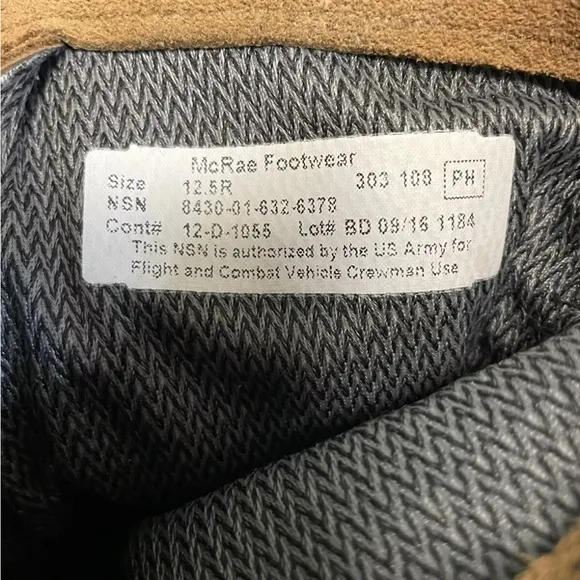 McRae Footwear
Size 12.5R 303 108 PH
NSN 8430-01-632-6378
Cont# 12-D-1055 Lot# BD 09/16 1184
This NSN is authorized by the US Army for
Flight and Combat Vehicle Crewman Use